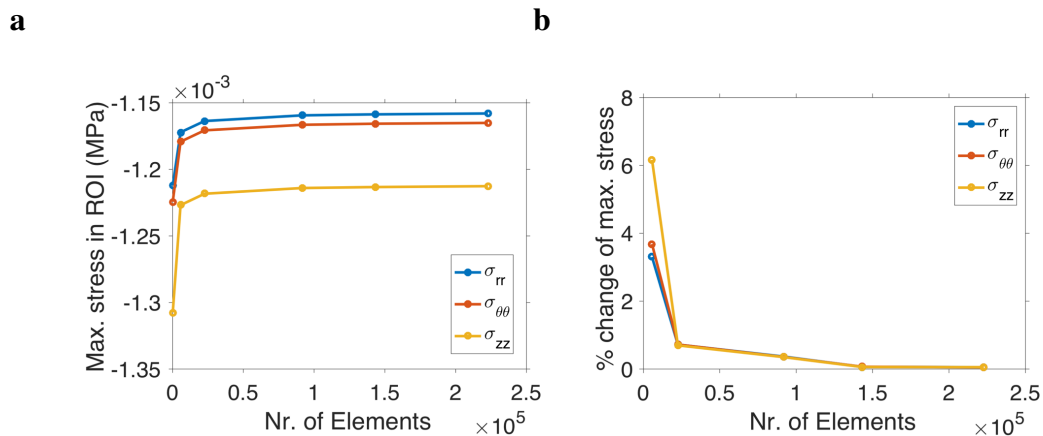 a
×10⁻³
-1.15
-1.2
-1.25
-1.3
-1.35
Max. stress in ROI (MPa)
σrr
σθθ
σzz
0 0.5 1 1.5 2 2.5
Nr. of Elements ×10⁵
b
8
6
4
2
0
% change of max. stress
σrr
σθθ
σzz
0 0.5 1 1.5 2 2.5
Nr. of Elements ×10⁵